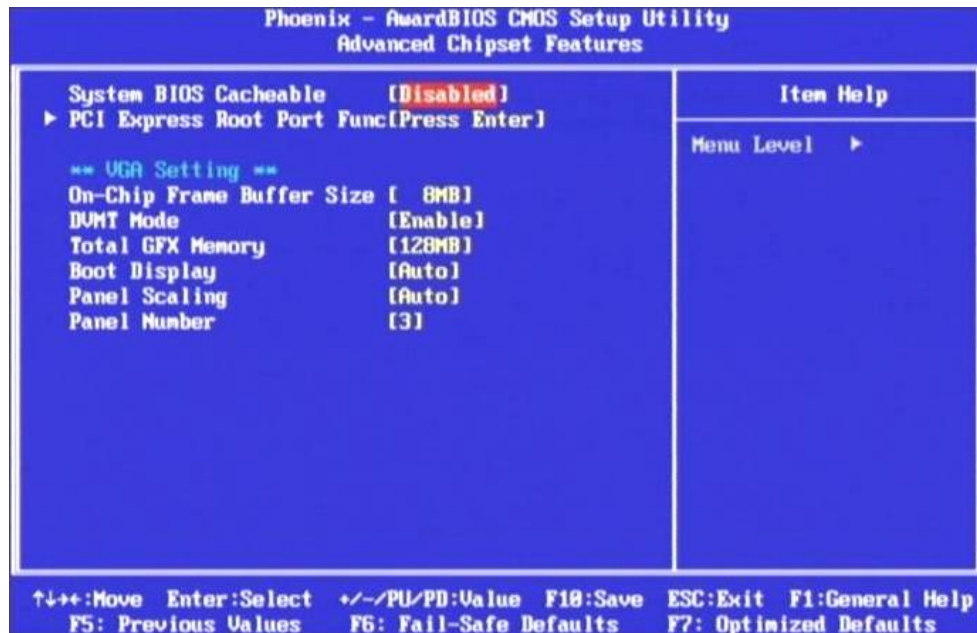 Phoenix - AwardBIOS CMOS Setup Utility
Advanced Chipset Features
System BIOS Cacheable [Disabled]
▶ PCI Express Root Port Func[Press Enter]
** VGA Setting **
On-Chip Frame Buffer Size [ 8MB]
DVMT Mode [Enable]
Total GFX Memory [128MB]
Boot Display [Auto]
Panel Scaling [Auto]
Panel Number [3]
Item Help
Menu Level ▶
↑↓→←:Move Enter:Select +/-/PU/PD:Value F10:Save ESC:Exit F1:General Help
F5: Previous Values F6: Fail-Safe Defaults F7: Optimized Defaults